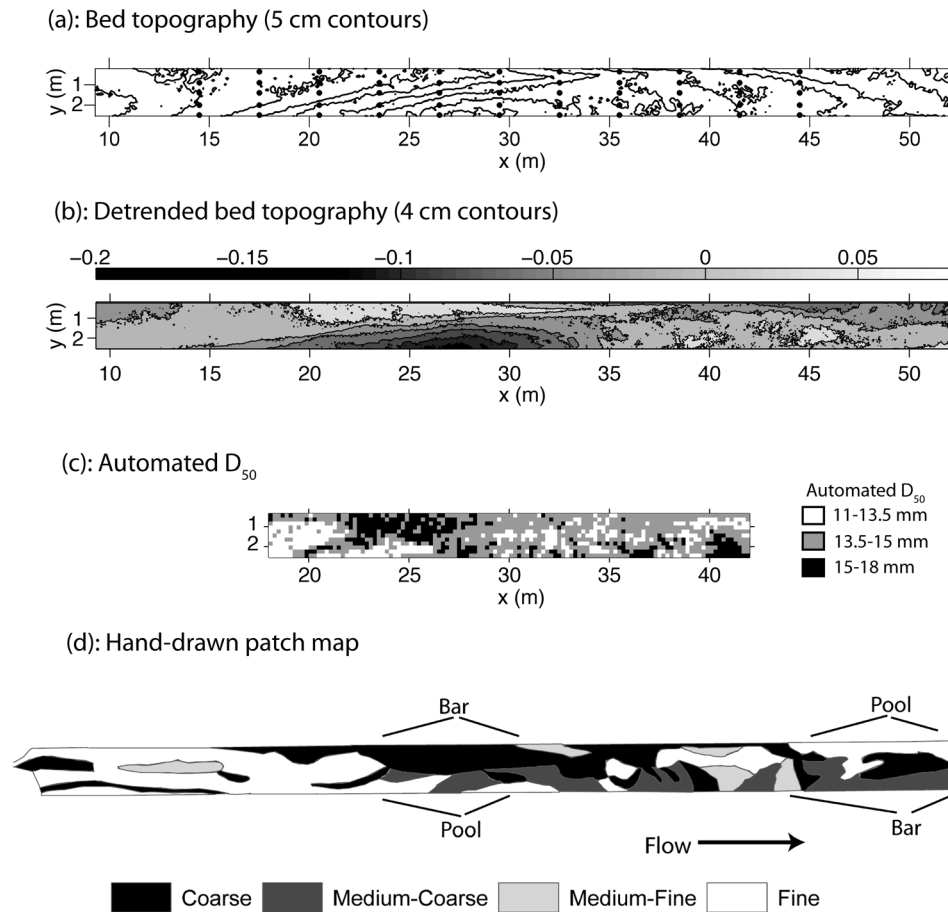 (a): Bed topography (5 cm contours)
y (m)
1
2
10 15 20 25 30 35 40 45 50
x (m)
(b): Detrended bed topography (4 cm contours)
−0.2 −0.15 −0.1 −0.05 0 0.05
y (m)
1
2
10 15 20 25 30 35 40 45 50
x (m)
(c): Automated D50
1
2
20 25 30 35 40
x (m)
Automated D50
11-13.5 mm
13.5-15 mm
15-18 mm
(d): Hand-drawn patch map
Bar Pool
Pool Bar
Flow
Coarse Medium-Coarse Medium-Fine Fine